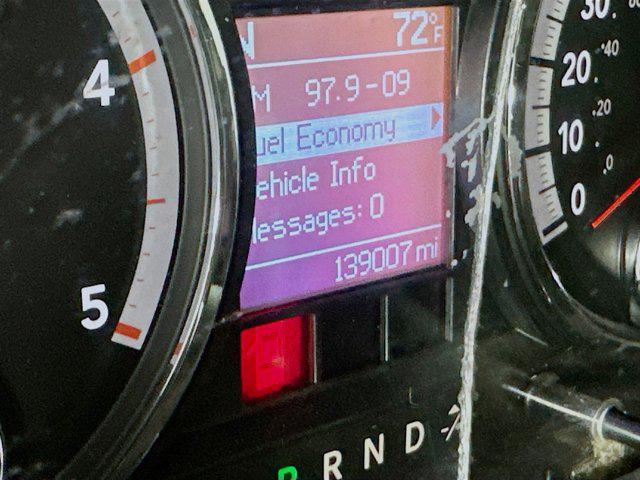 N 72°F
M 97.9-09
uel Economy
ehicle Info
essages: 0
139007 mi
4
5
30.
20.
10
0
40
.20
.0
P R N D